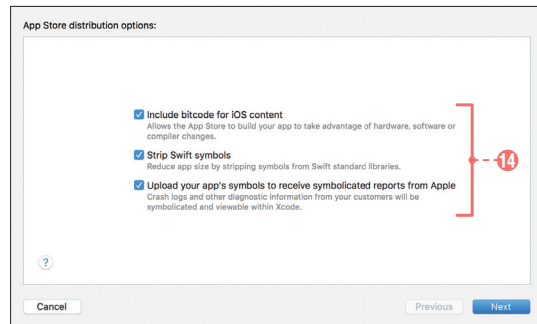 App Store distribution options:
Include bitcode for iOS content
Allows the App Store to build your app to take advantage of hardware, software or
compiler changes.
Strip Swift symbols
Reduce app size by stripping symbols from Swift standard libraries.
Upload your app's symbols to receive symbolicated reports from Apple
Crash logs and other diagnostic information from your customers will be
symbolicated and viewable within Xcode.
14
?
Cancel Previous Next